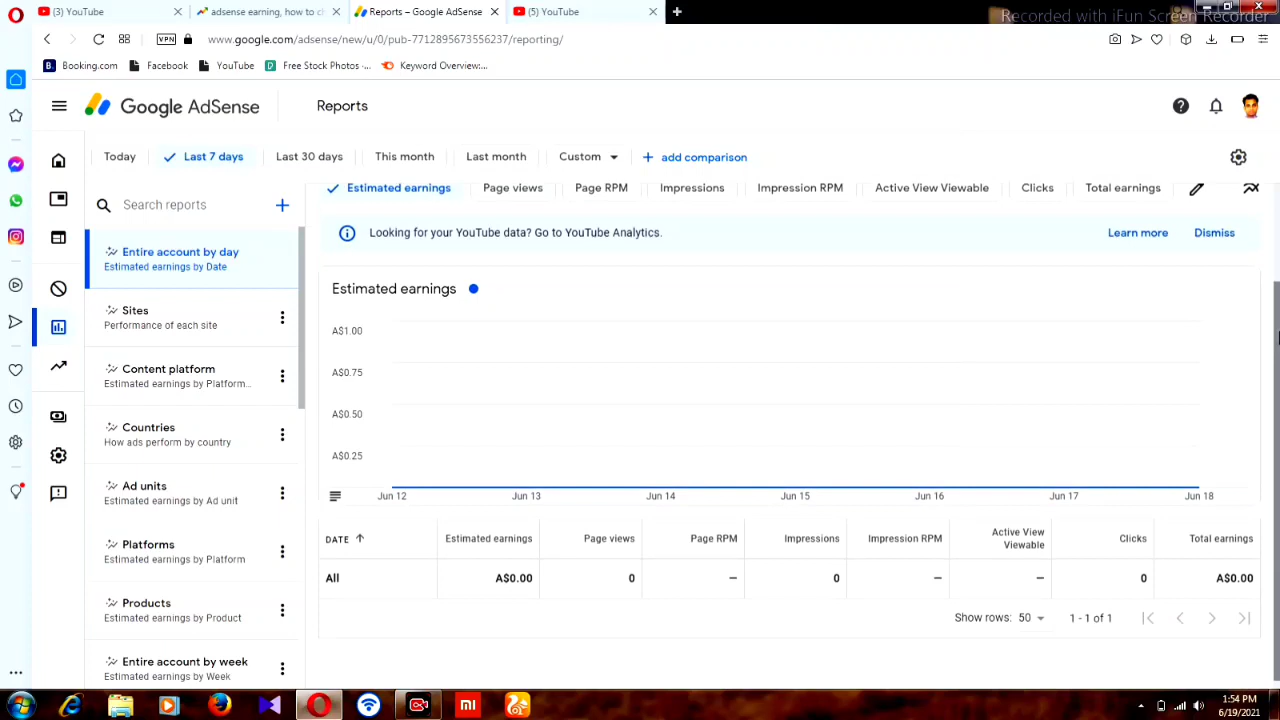 (3) YouTube
adsense earning, how to ch
Reports – Google AdSense
(5) YouTube
Recorded with iFun Screen Recorder
VPN
www.google.com/adsense/new/u/0/pub-7712895673556237/reporting/
Booking.com
Facebook
YouTube
Free Stock Photos -...
Keyword Overview:...
Google AdSense
Reports
Today
Last 7 days
Last 30 days
This month
Last month
Custom
add comparison
Search reports
Entire account by day
Estimated earnings by Date
Sites
Performance of each site
Content platform
Estimated earnings by Platform...
Countries
How ads perform by country
Ad units
Estimated earnings by Ad unit
Platforms
Estimated earnings by Platform
Products
Estimated earnings by Product
Entire account by week
Estimated earnings by Week
Estimated earnings
Page views
Page RPM
Impressions
Impression RPM
Active View Viewable
Clicks
Total earnings
Looking for your YouTube data? Go to YouTube Analytics.
Learn more
Dismiss
Estimated earnings
A$1.00
A$0.75
A$0.50
A$0.25
Jun 12
Jun 13
Jun 14
Jun 15
Jun 16
Jun 17
Jun 18
DATE
Estimated earnings
Page views
Page RPM
Impressions
Impression RPM
Active View
Viewable
Clicks
Total earnings
All
A$0.00
0
–
0
–
–
0
A$0.00
Show rows: 50
1 - 1 of 1
mi
1:54 PM
6/19/2021